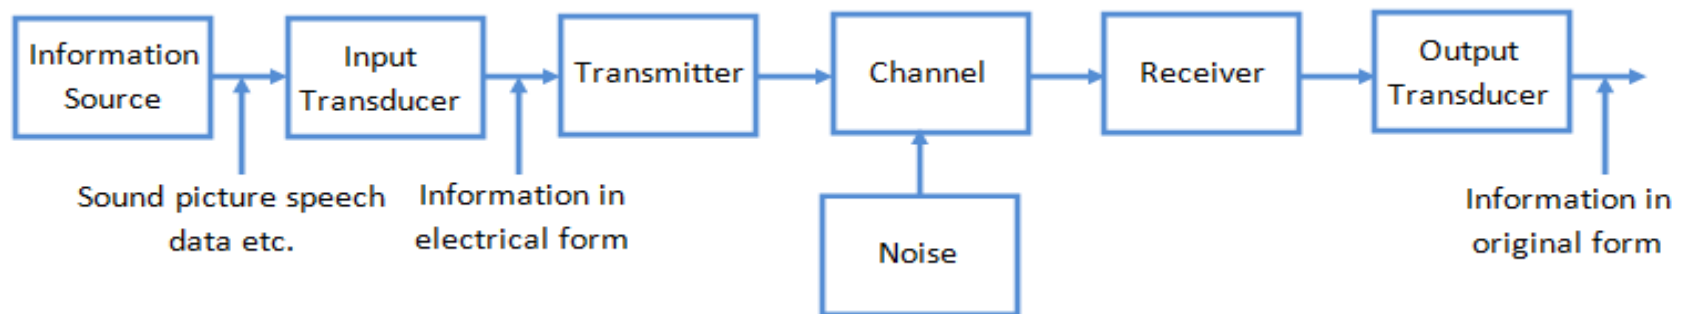 Information
Source
Input
Transducer
Transmitter
Channel
Receiver
Output
Transducer
Sound picture speech
data etc.
Information in
electrical form
Noise
Information in
original form